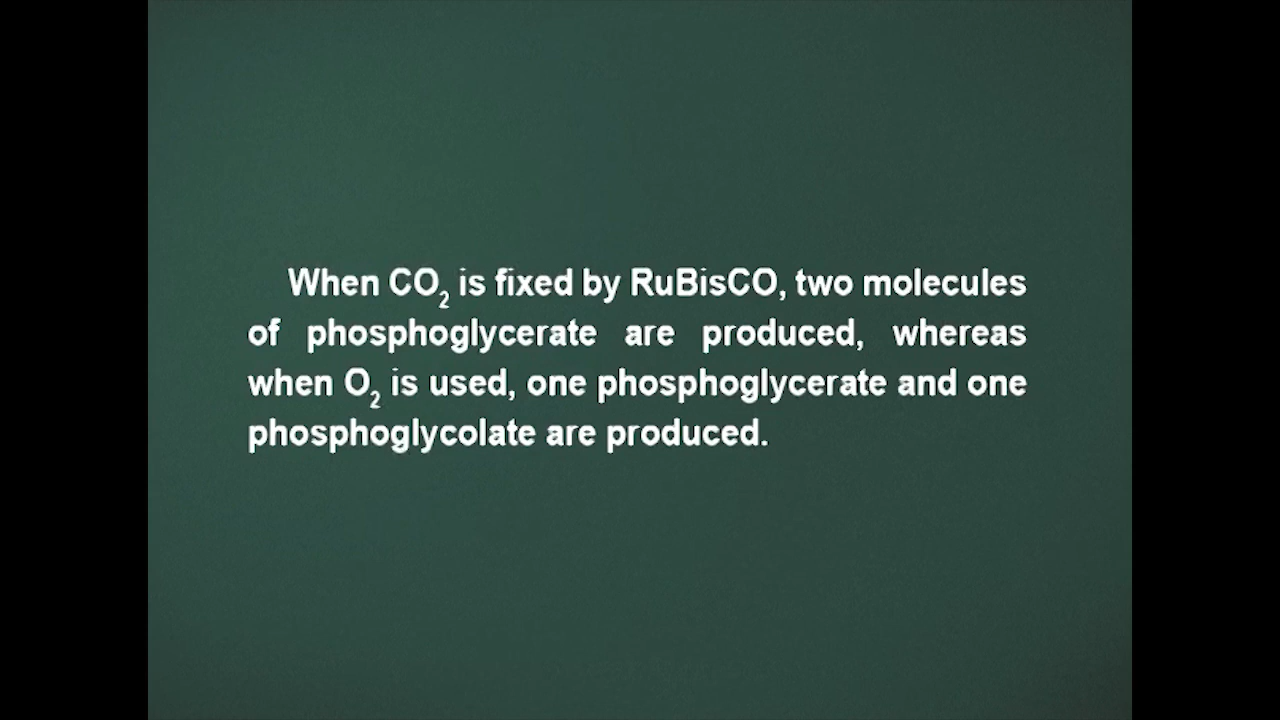 When CO₂ is fixed by RuBisCO, two molecules
of phosphoglycerate are produced, whereas
when O₂ is used, one phosphoglycerate and one
phosphoglycolate are produced.